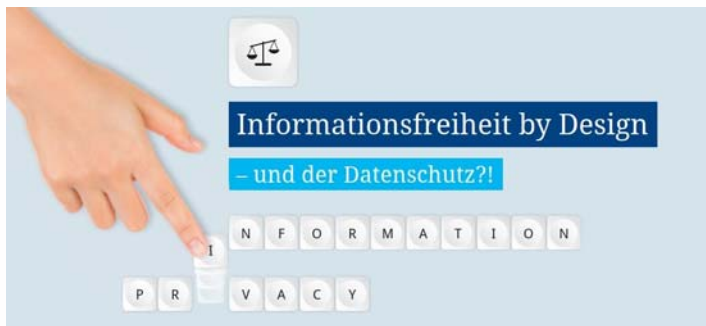 Informationsfreiheit by Design
– und der Datenschutz?!
I N F O R M A T I O N
P R V A C Y